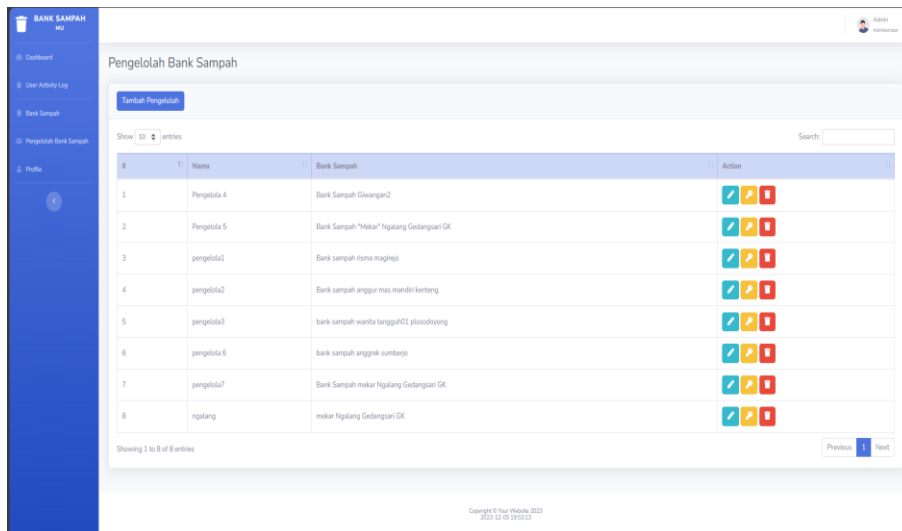 BANK SAMPAH
MU
Admin
Administrator
Dashboard
User Activity Log
Bank Sampah
Pengelolah Bank Sampah
Profile
Pengelolah Bank Sampah
Tambah Pengelolah
Show 10 entries
Search:
# Nama Bank Sampah Action
1 Pengelola 4 Bank Sampah Giwangan2
2 Pengelola 5 Bank Sampah "Mekar" Ngalang Gedangsari GK
3 pengelola1 Bank sampah risma magirejo
4 pengelola2 Bank sampah anggur mas mandiri kenteng
5 pengelola3 bank sampah wanita tangguh01 plosodoyong
6 pengelola 6 bank sampah anggrek sumberjo
7 pengelola7 Bank Sampah mekar Ngalang Gedangsari GK
8 ngalang mekar Ngalang Gedangsari GK
Showing 1 to 8 of 8 entries
Previous 1 Next
Copyright © Your Website 2023
2023-12-05 19:53:13